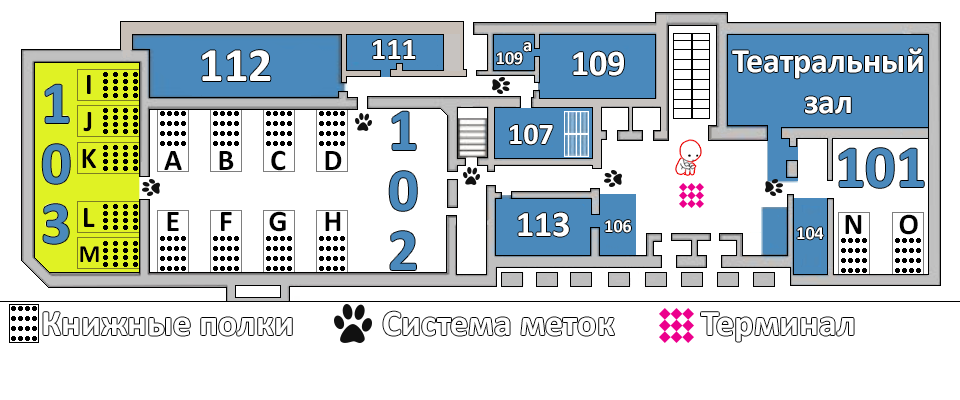 112
111
109а
109
Театральный
зал
103
I
J
K
L
M
A
B
C
D
E
F
G
H
102
107
113
106
104
101
N
O
Книжные полки
Система меток
Терминал